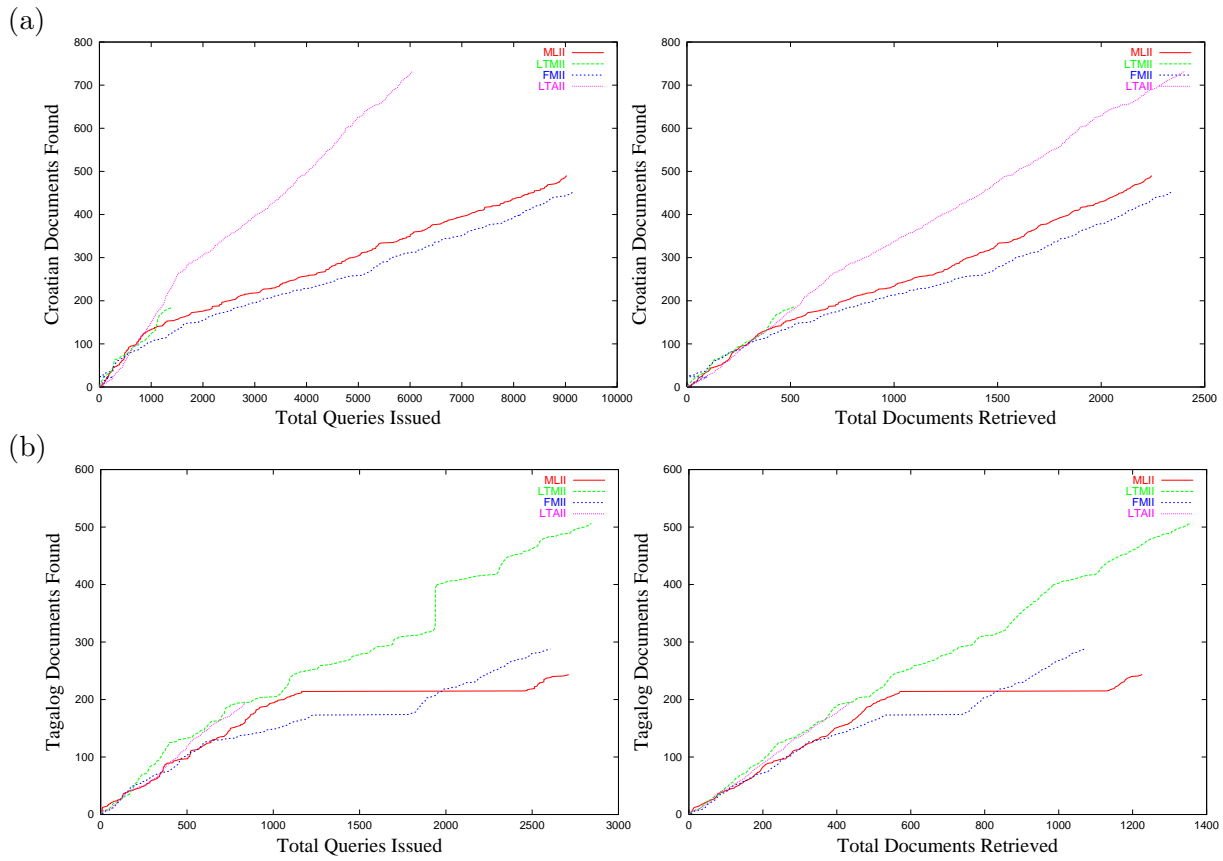 (a)
800
700
600
500
400
300
200
100
0
Croatian Documents Found
MLII
LTMII
FMII
LTAII
0 1000 2000 3000 4000 5000 6000 7000 8000 9000 10000
Total Queries Issued
800
700
600
500
400
300
200
100
0
Croatian Documents Found
MLII
LTMII
FMII
LTAII
0 500 1000 1500 2000 2500
Total Documents Retrieved
(b)
600
500
400
300
200
100
0
Tagalog Documents Found
MLII
LTMII
FMII
LTAII
0 500 1000 1500 2000 2500 3000
Total Queries Issued
600
500
400
300
200
100
0
Tagalog Documents Found
MLII
LTMII
FMII
LTAII
0 200 400 600 800 1000 1200 1400
Total Documents Retrieved